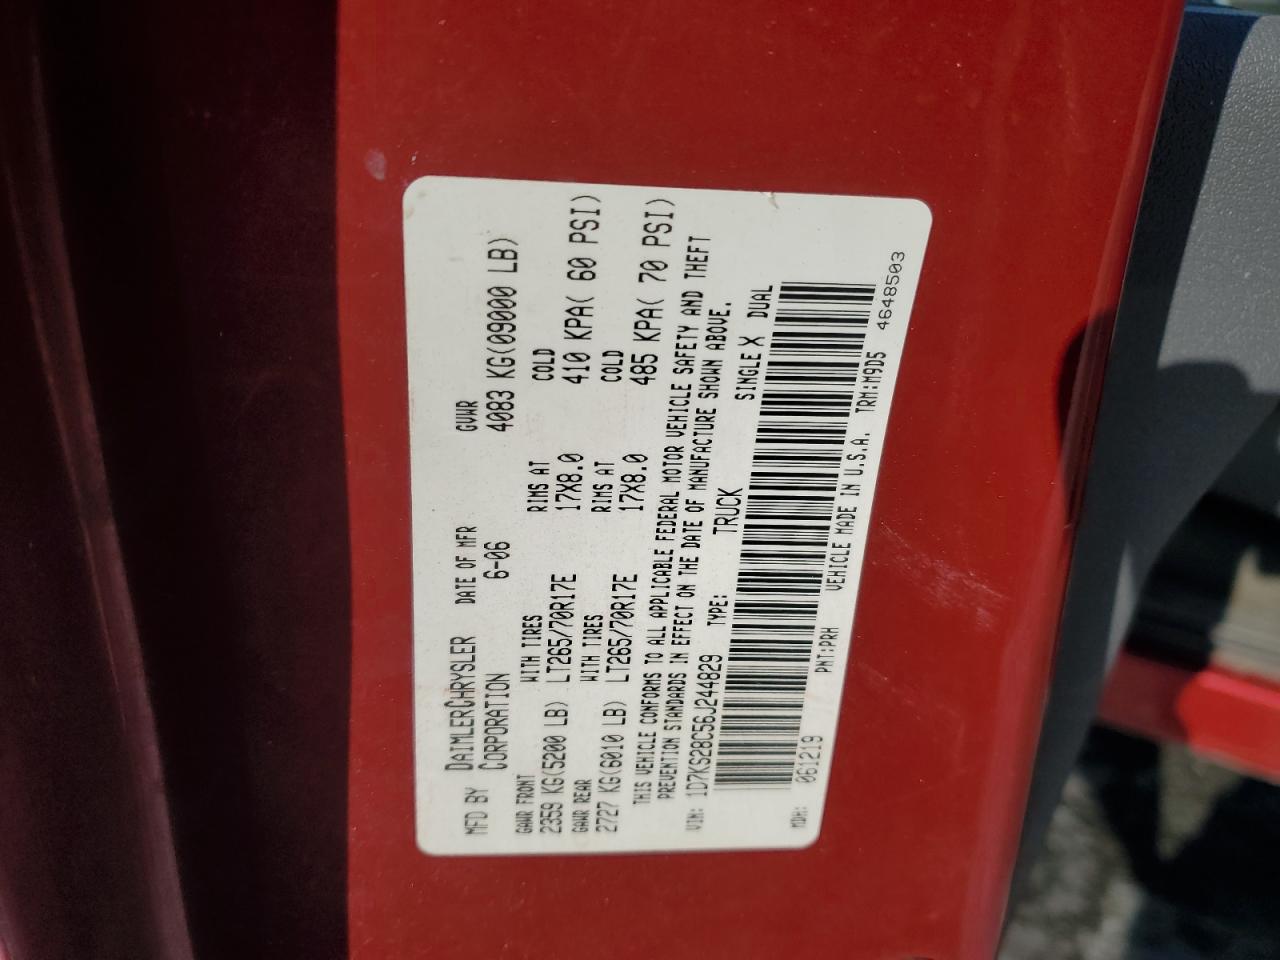 MFD BY DAIMLERCHRYSLER CORPORATION DATE OF MFR 6-06 GVWR 4083 KG(09000 LB)
GAWR FRONT WITH TIRES RIMS AT COLD
2359 KG(5200 LB) LT265/70R17E 17X8.0 410 KPA( 60 PSI)
GAWR REAR WITH TIRES RIMS AT COLD
2727 KG(6010 LB) LT265/70R17E 17X8.0 485 KPA( 70 PSI)
THIS VEHICLE CONFORMS TO ALL APPLICABLE FEDERAL MOTOR VEHICLE SAFETY AND THEFT
PREVENTION STANDARDS IN EFFECT ON THE DATE OF MANUFACTURE SHOWN ABOVE.
VIN: 1D7KS28C56J244829 TYPE: TRUCK SINGLE X DUAL
MDH: 061219 PNT:PRH VEHICLE MADE IN U.S.A. TRM:M9D5
4648503